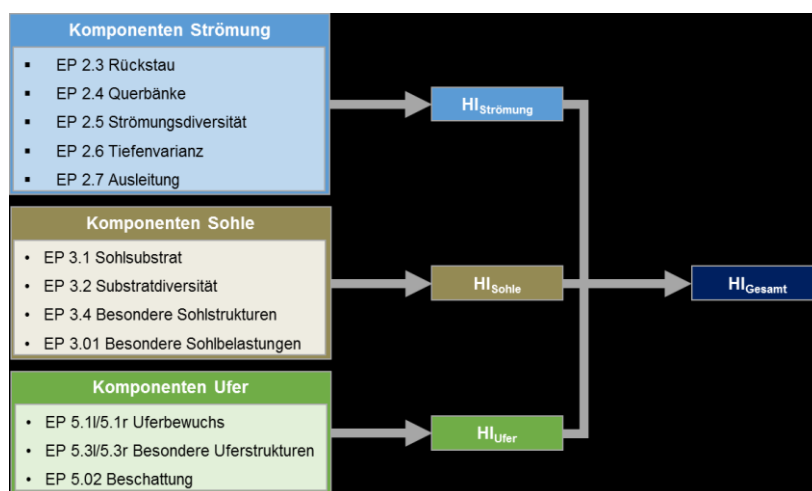 Komponenten Strömung
▪ EP 2.3 Rückstau
▪ EP 2.4 Querbänke
▪ EP 2.5 Strömungsdiversität
▪ EP 2.6 Tiefenvarianz
▪ EP 2.7 Ausleitung
HIStrömung
Komponenten Sohle
• EP 3.1 Sohlsubstrat
• EP 3.2 Substratdiversität
• EP 3.4 Besondere Sohlstrukturen
• EP 3.01 Besondere Sohlbelastungen
HISohle
HIGesamt
Komponenten Ufer
• EP 5.1l/5.1r Uferbewuchs
• EP 5.3l/5.3r Besondere Uferstrukturen
• EP 5.02 Beschattung
HIUfer